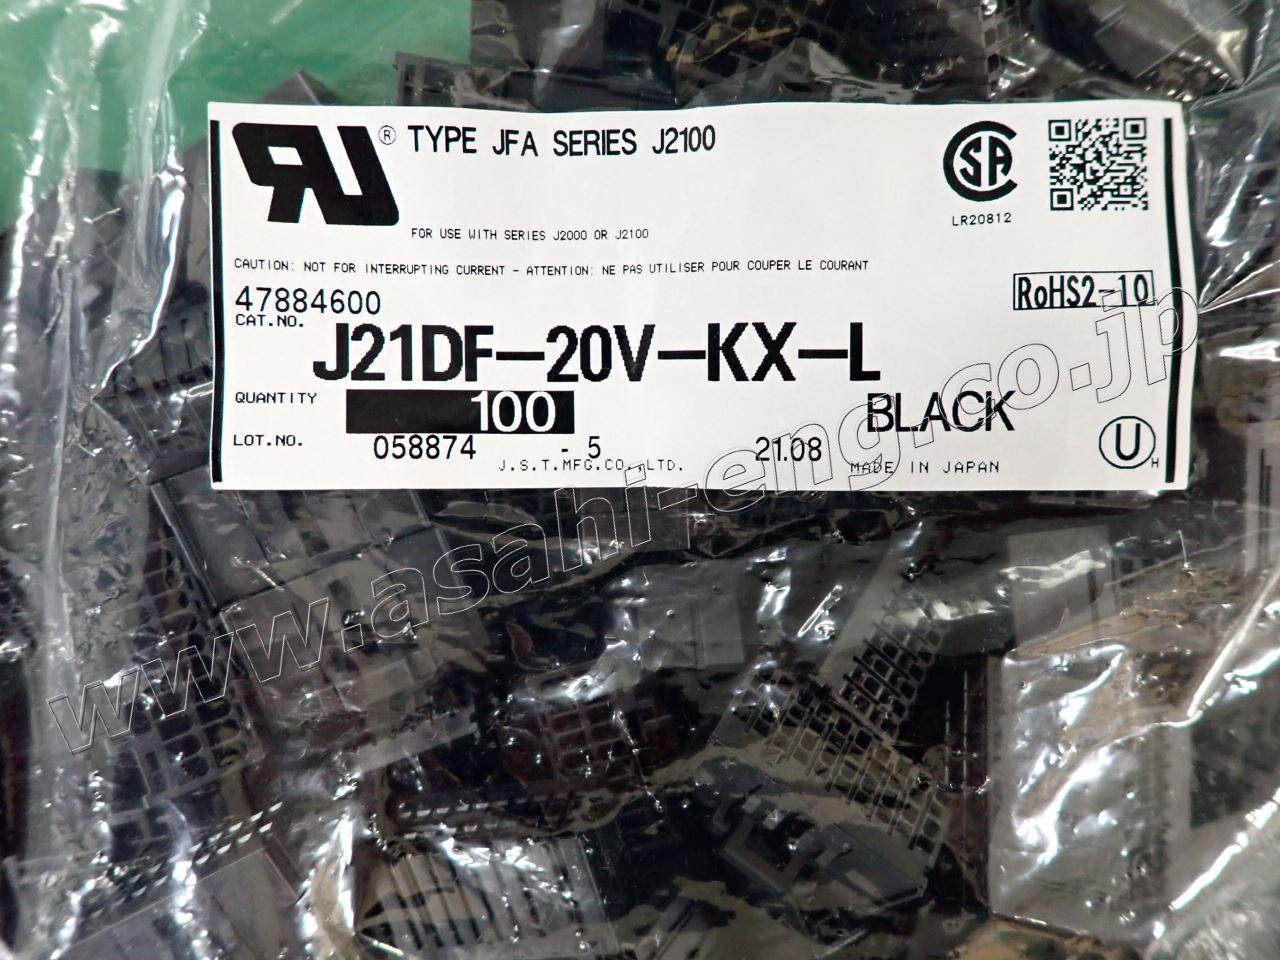 ® TYPE JFA SERIES J2100
CSA
LR20812
FOR USE WITH SERIES J2000 OR J2100
CAUTION: NOT FOR INTERRUPTING CURRENT - ATTENTION: NE PAS UTILISER POUR COUPER LE COURANT
47884600
RoHS2-10
CAT.NO.
J21DF-20V-KX-L
QUANTITY 100 BLACK
LOT.NO. 058874 - 5 21.08
J.S.T.MFG.CO.,LTD. MADE IN JAPAN
U
H
www.asahi-eng.co.jp